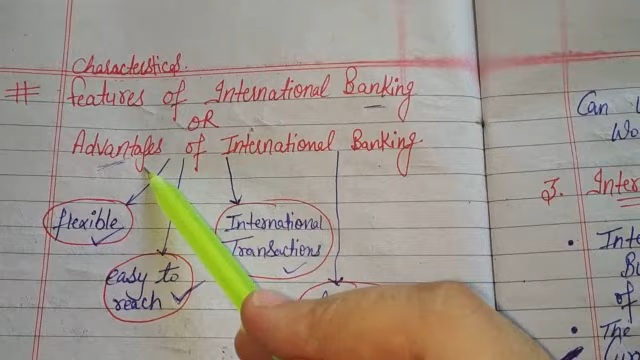 Characteristics.
# features of International Banking
OR
Advantages of International Banking.
flexible
International
Transactions
easy to
reach
Can
Wo
3. Inter
• Int
B
of
• The